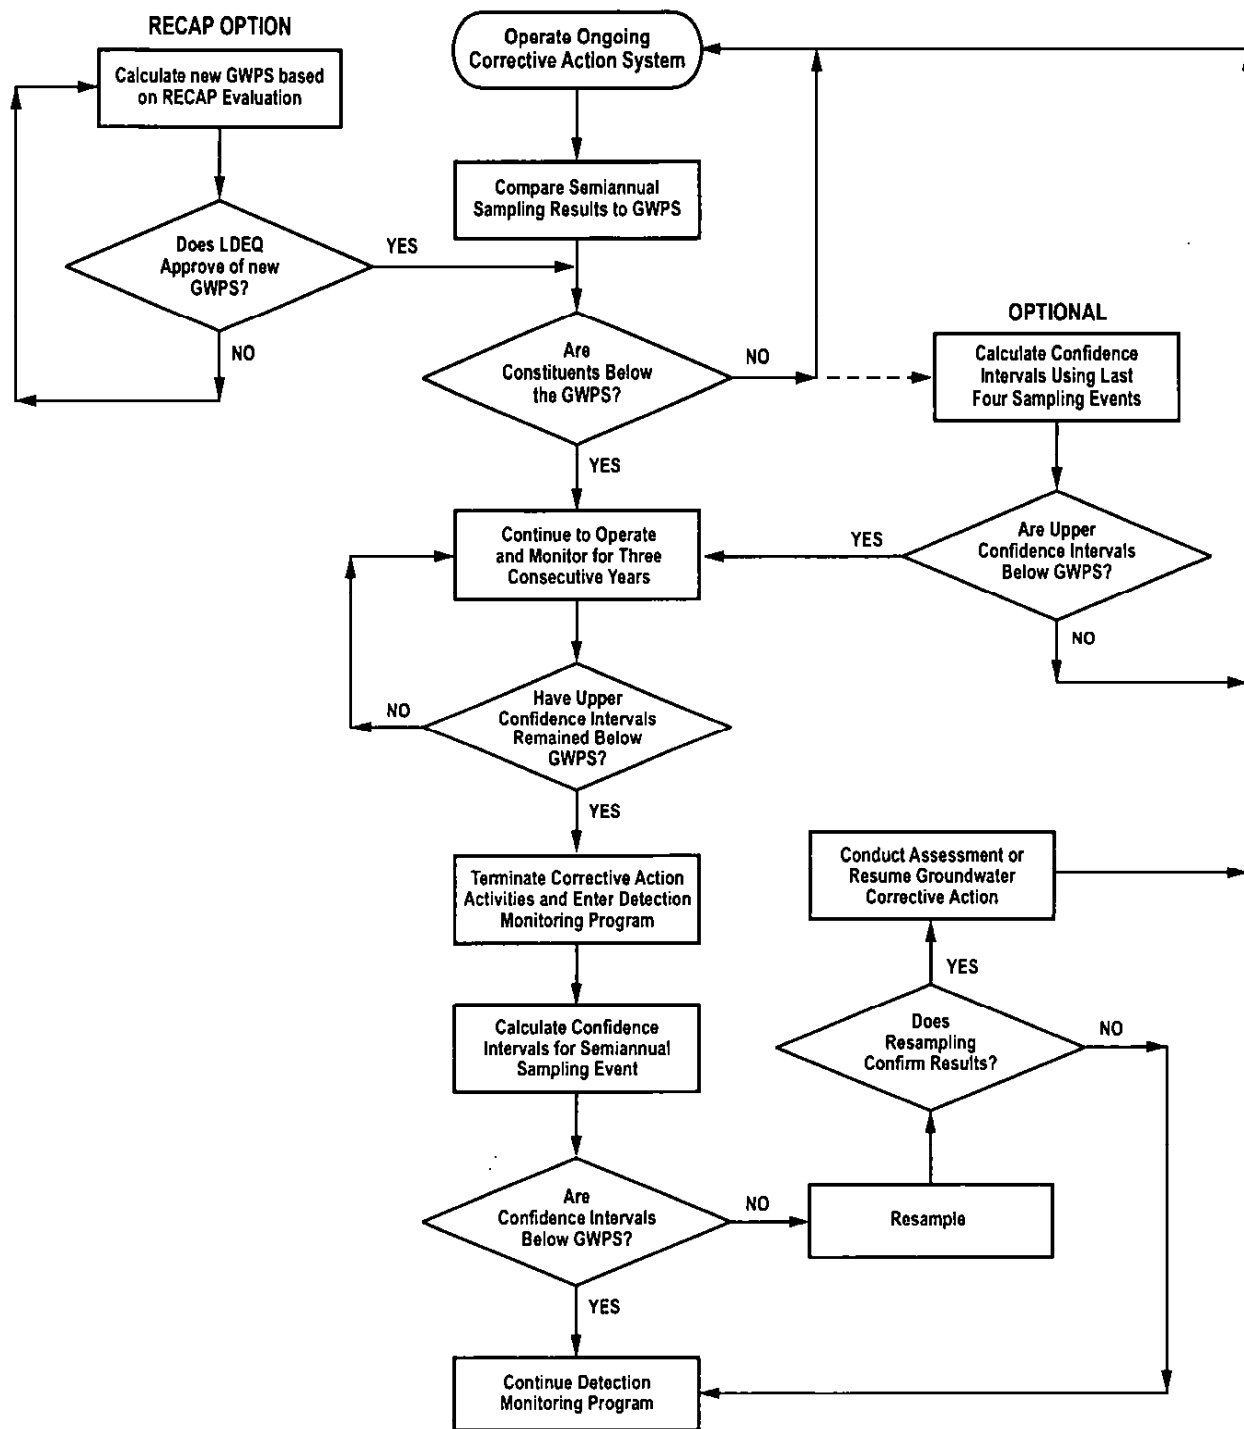 RECAP OPTION
Calculate new GWPS based
on RECAP Evaluation
Does LDEQ
Approve of new
GWPS?
YES
NO
Operate Ongoing
Corrective Action System
Compare Semiannual
Sampling Results to GWPS
Are
Constituents Below
the GWPS?
NO
YES
OPTIONAL
Calculate Confidence
Intervals Using Last
Four Sampling Events
Are Upper
Confidence Intervals
Below GWPS?
YES
NO
Continue to Operate
and Monitor for Three
Consecutive Years
Have Upper
Confidence Intervals
Remained Below
GWPS?
NO
YES
Terminate Corrective Action
Activities and Enter Detection
Monitoring Program
Calculate Confidence
Intervals for Semiannual
Sampling Event
Are
Confidence Intervals
Below GWPS?
NO
YES
Resample
Does
Resampling
Confirm Results?
YES
NO
Conduct Assessment or
Resume Groundwater
Corrective Action
Continue Detection
Monitoring Program